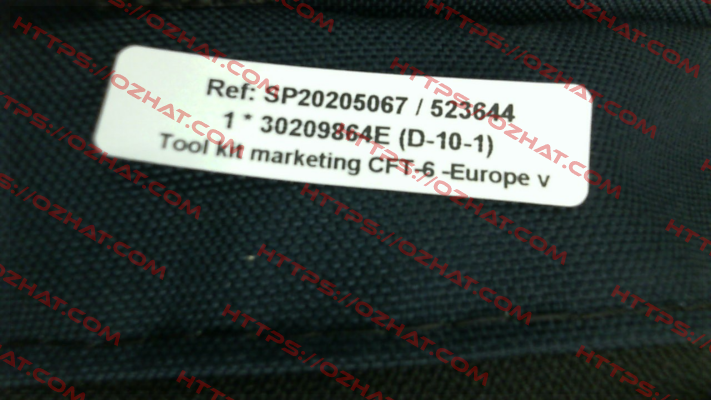 Ref: SP20205067 / 523644
1 * 30209864E (D-10-1)
Tool kit marketing CFT-6 -Europe v
HTTPS://OZHAT.COM